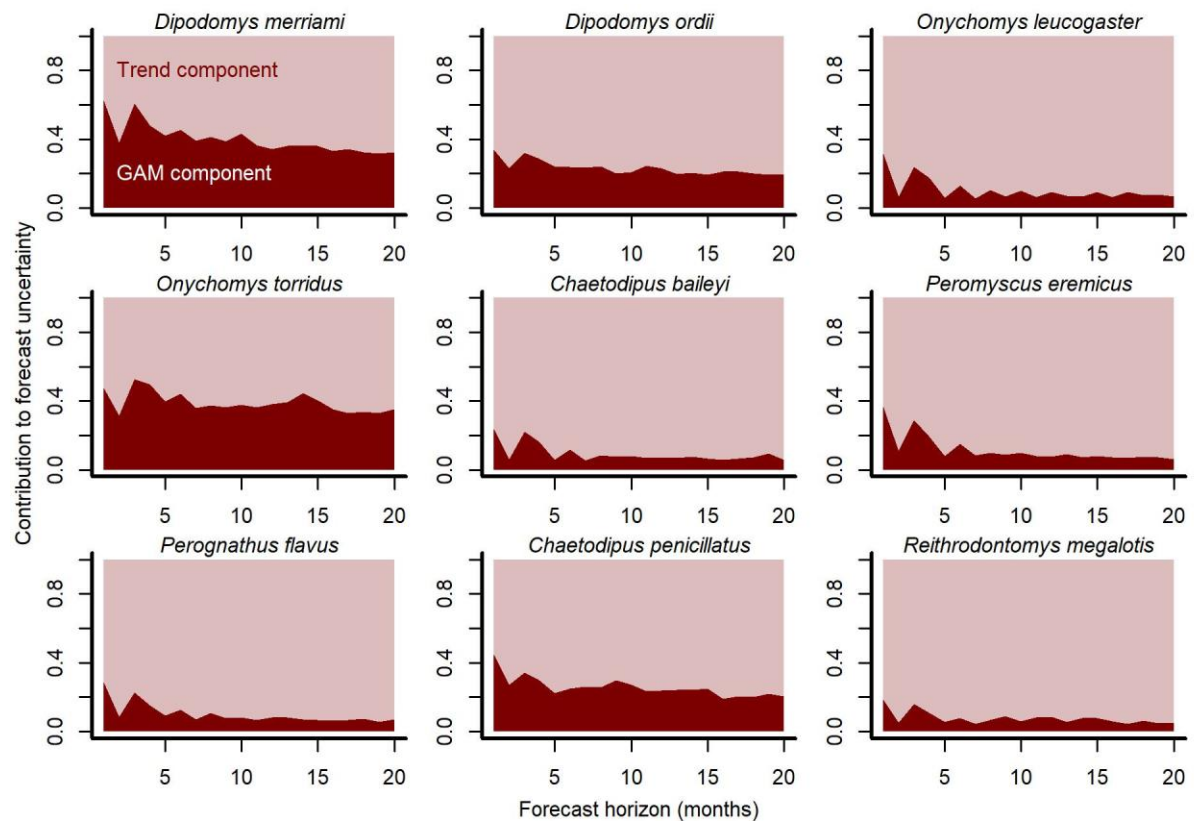 Dipodomys merriami
Dipodomys ordii
Onychomys leucogaster
Trend component
GAM component
0.0 0.4 0.8
5 10 15 20
0.0 0.4 0.8
5 10 15 20
0.0 0.4 0.8
5 10 15 20
Contribution to forecast uncertainty
Onychomys torridus
Chaetodipus baileyi
Peromyscus eremicus
0.0 0.4 0.8
5 10 15 20
0.0 0.4 0.8
5 10 15 20
0.0 0.4 0.8
5 10 15 20
Perognathus flavus
Chaetodipus penicillatus
Reithrodontomys megalotis
0.0 0.4 0.8
5 10 15 20
0.0 0.4 0.8
5 10 15 20
0.0 0.4 0.8
5 10 15 20
Forecast horizon (months)